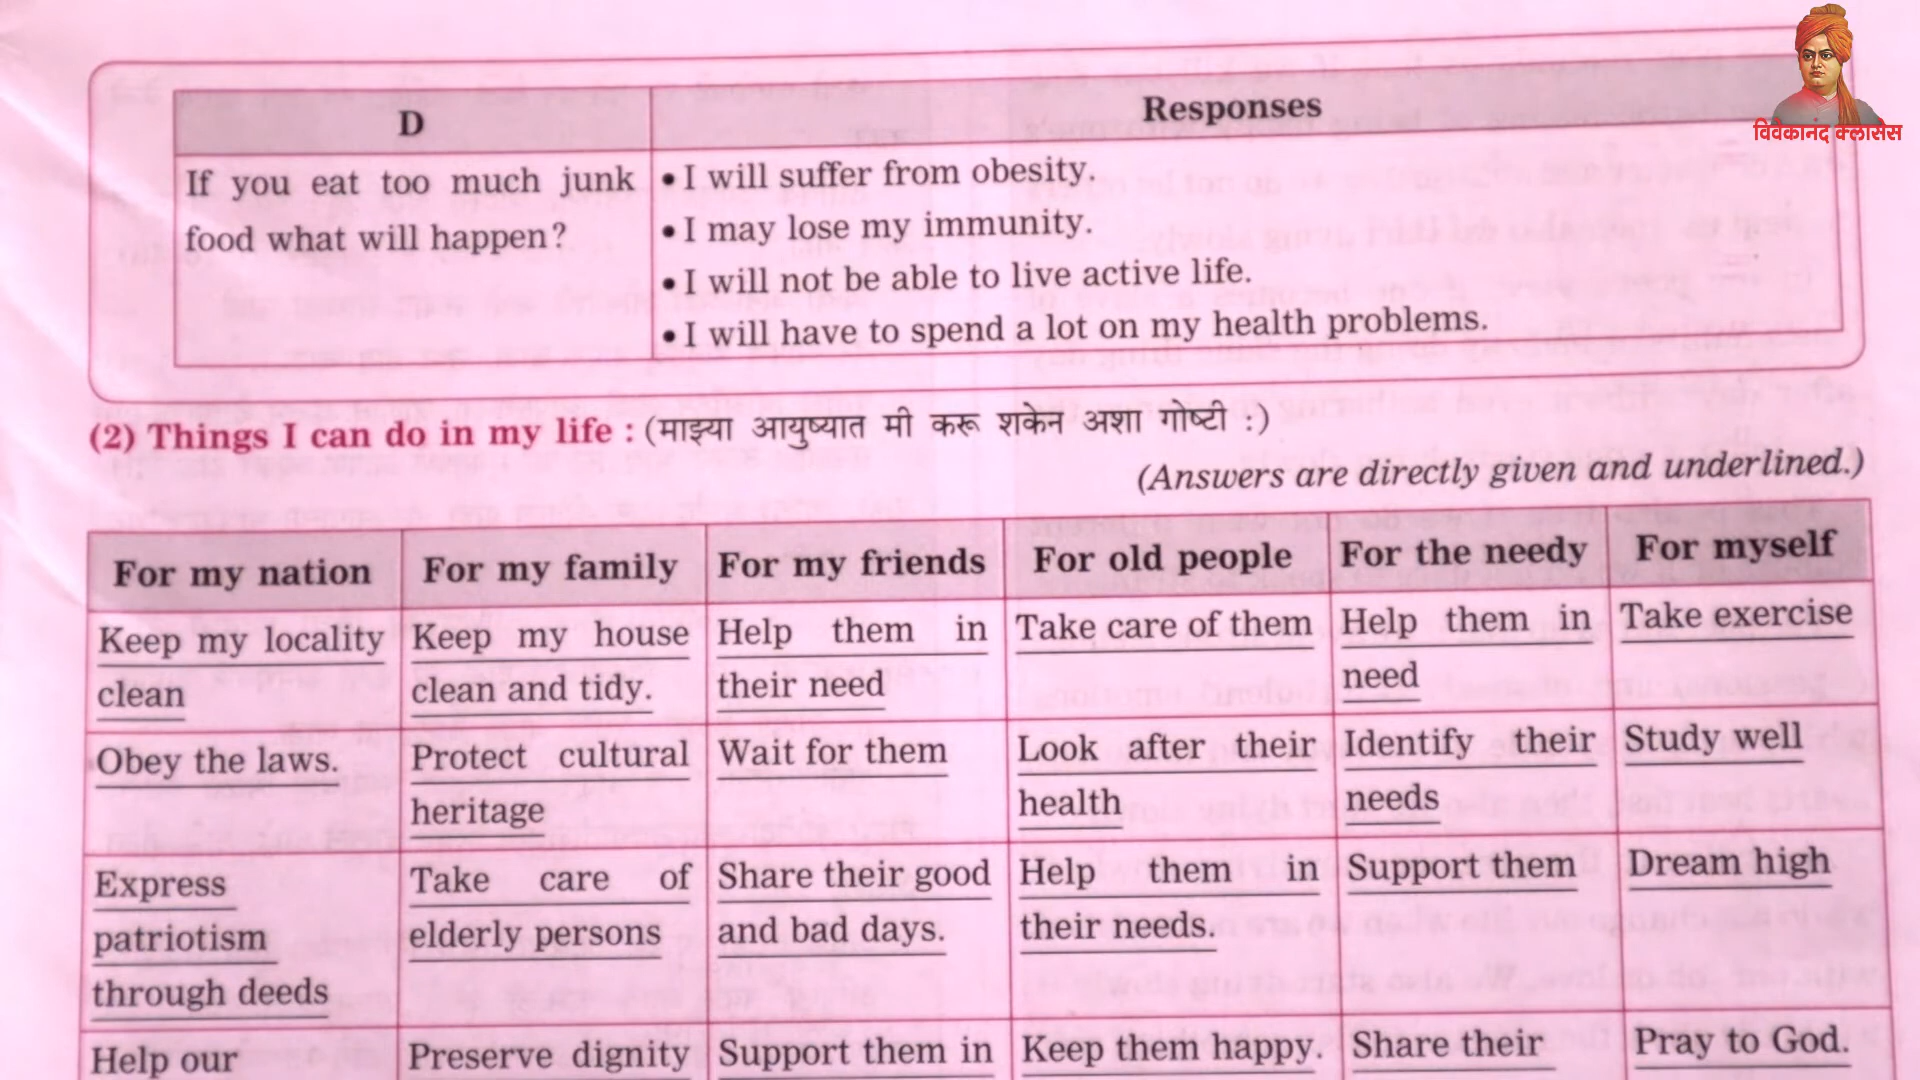 विवेकानंद क्लासेस
D
Responses
If you eat too much junk
food what will happen?
• I will suffer from obesity.
• I may lose my immunity.
• I will not be able to live active life.
• I will have to spend a lot on my health problems.
(2) Things I can do in my life : (माझ्या आयुष्यात मी करू शकेन अशा गोष्टी :)
(Answers are directly given and underlined.)
For my nation
For my family
For my friends
For old people
For the needy
For myself
Keep my locality
clean
Keep my house
clean and tidy.
Help them in
their need
Take care of them
Help them in
need
Take exercise
Obey the laws.
Protect cultural
heritage
Wait for them
Look after their
health
Identify their
needs
Study well
Express
patriotism
through deeds
Take care of
elderly persons
Share their good
and bad days.
Help them in
their needs.
Support them
Dream high
Help our
Preserve dignity
Support them in
Keep them happy.
Share their
Pray to God.